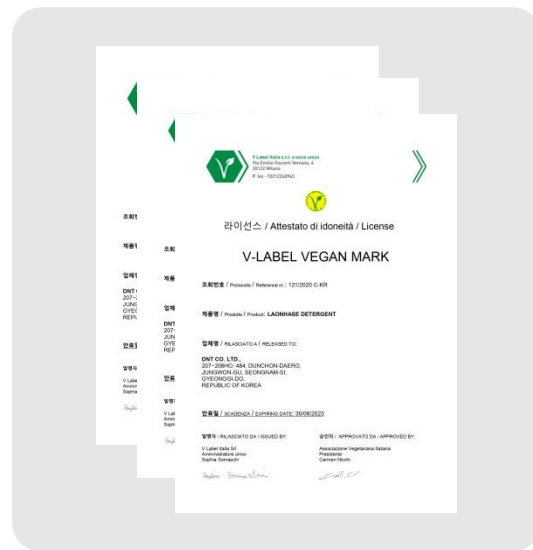 V Label Italia s.r.l. a socio unico
Via Emilio Visconti Venosta, 4
20122 Milano
P. Iva - 10212260963
라이선스 / Attestato di idoneità / License
V-LABEL VEGAN MARK
조회번호 / Protocollo / Reference nr.: 121/2020 C-KR
제품명 / Prodotto / Product: LAONHASE DETERGENT
업체명 / RILASCIATO A / RELEASED TO:
DNT CO. LTD.,
207~208HO, 484, DUNCHON-DAERO,
JUNGWON-GU, SEONGNAM-SI,
GYEONGGI-DO,
REPUBLIC OF KOREA
만료일 / SCADENZA / EXPIRING DATE: 30/06/2023
발행자 / RILASCIATO DA / ISSUED BY:
승인자 / APPROVATO DA / APPROVED BY:
V Label Italia Srl
Amministratore unico
Sapha Somaschi
Associazione Vegetariana Italiana
Presidente
Carmen Nicchi